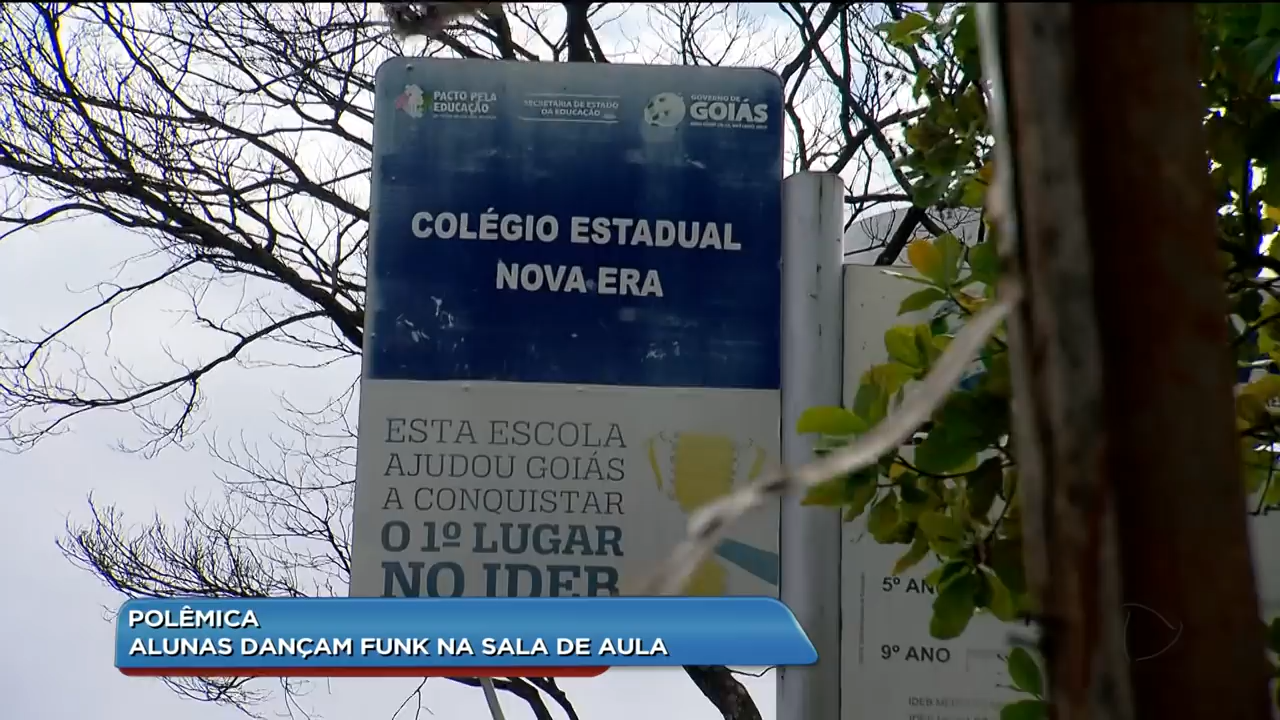 PACTO PELA
EDUCAÇÃO
SECRETARIA DE ESTADO
DA EDUCAÇÃO
GOVERNO DE
GOIÁS
COLÉGIO ESTADUAL
NOVA ERA
ESTA ESCOLA
AJUDOU GOIÁS
A CONQUISTAR
O 1º LUGAR
NO IDEB
5º AN
9º ANO
POLÊMICA
ALUNAS DANÇAM FUNK NA SALA DE AULA